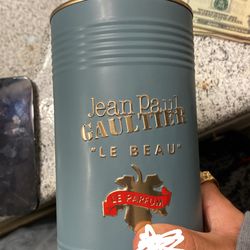 Jean Paul
GAULTIER
"LE BEAU"
LE PARFUM